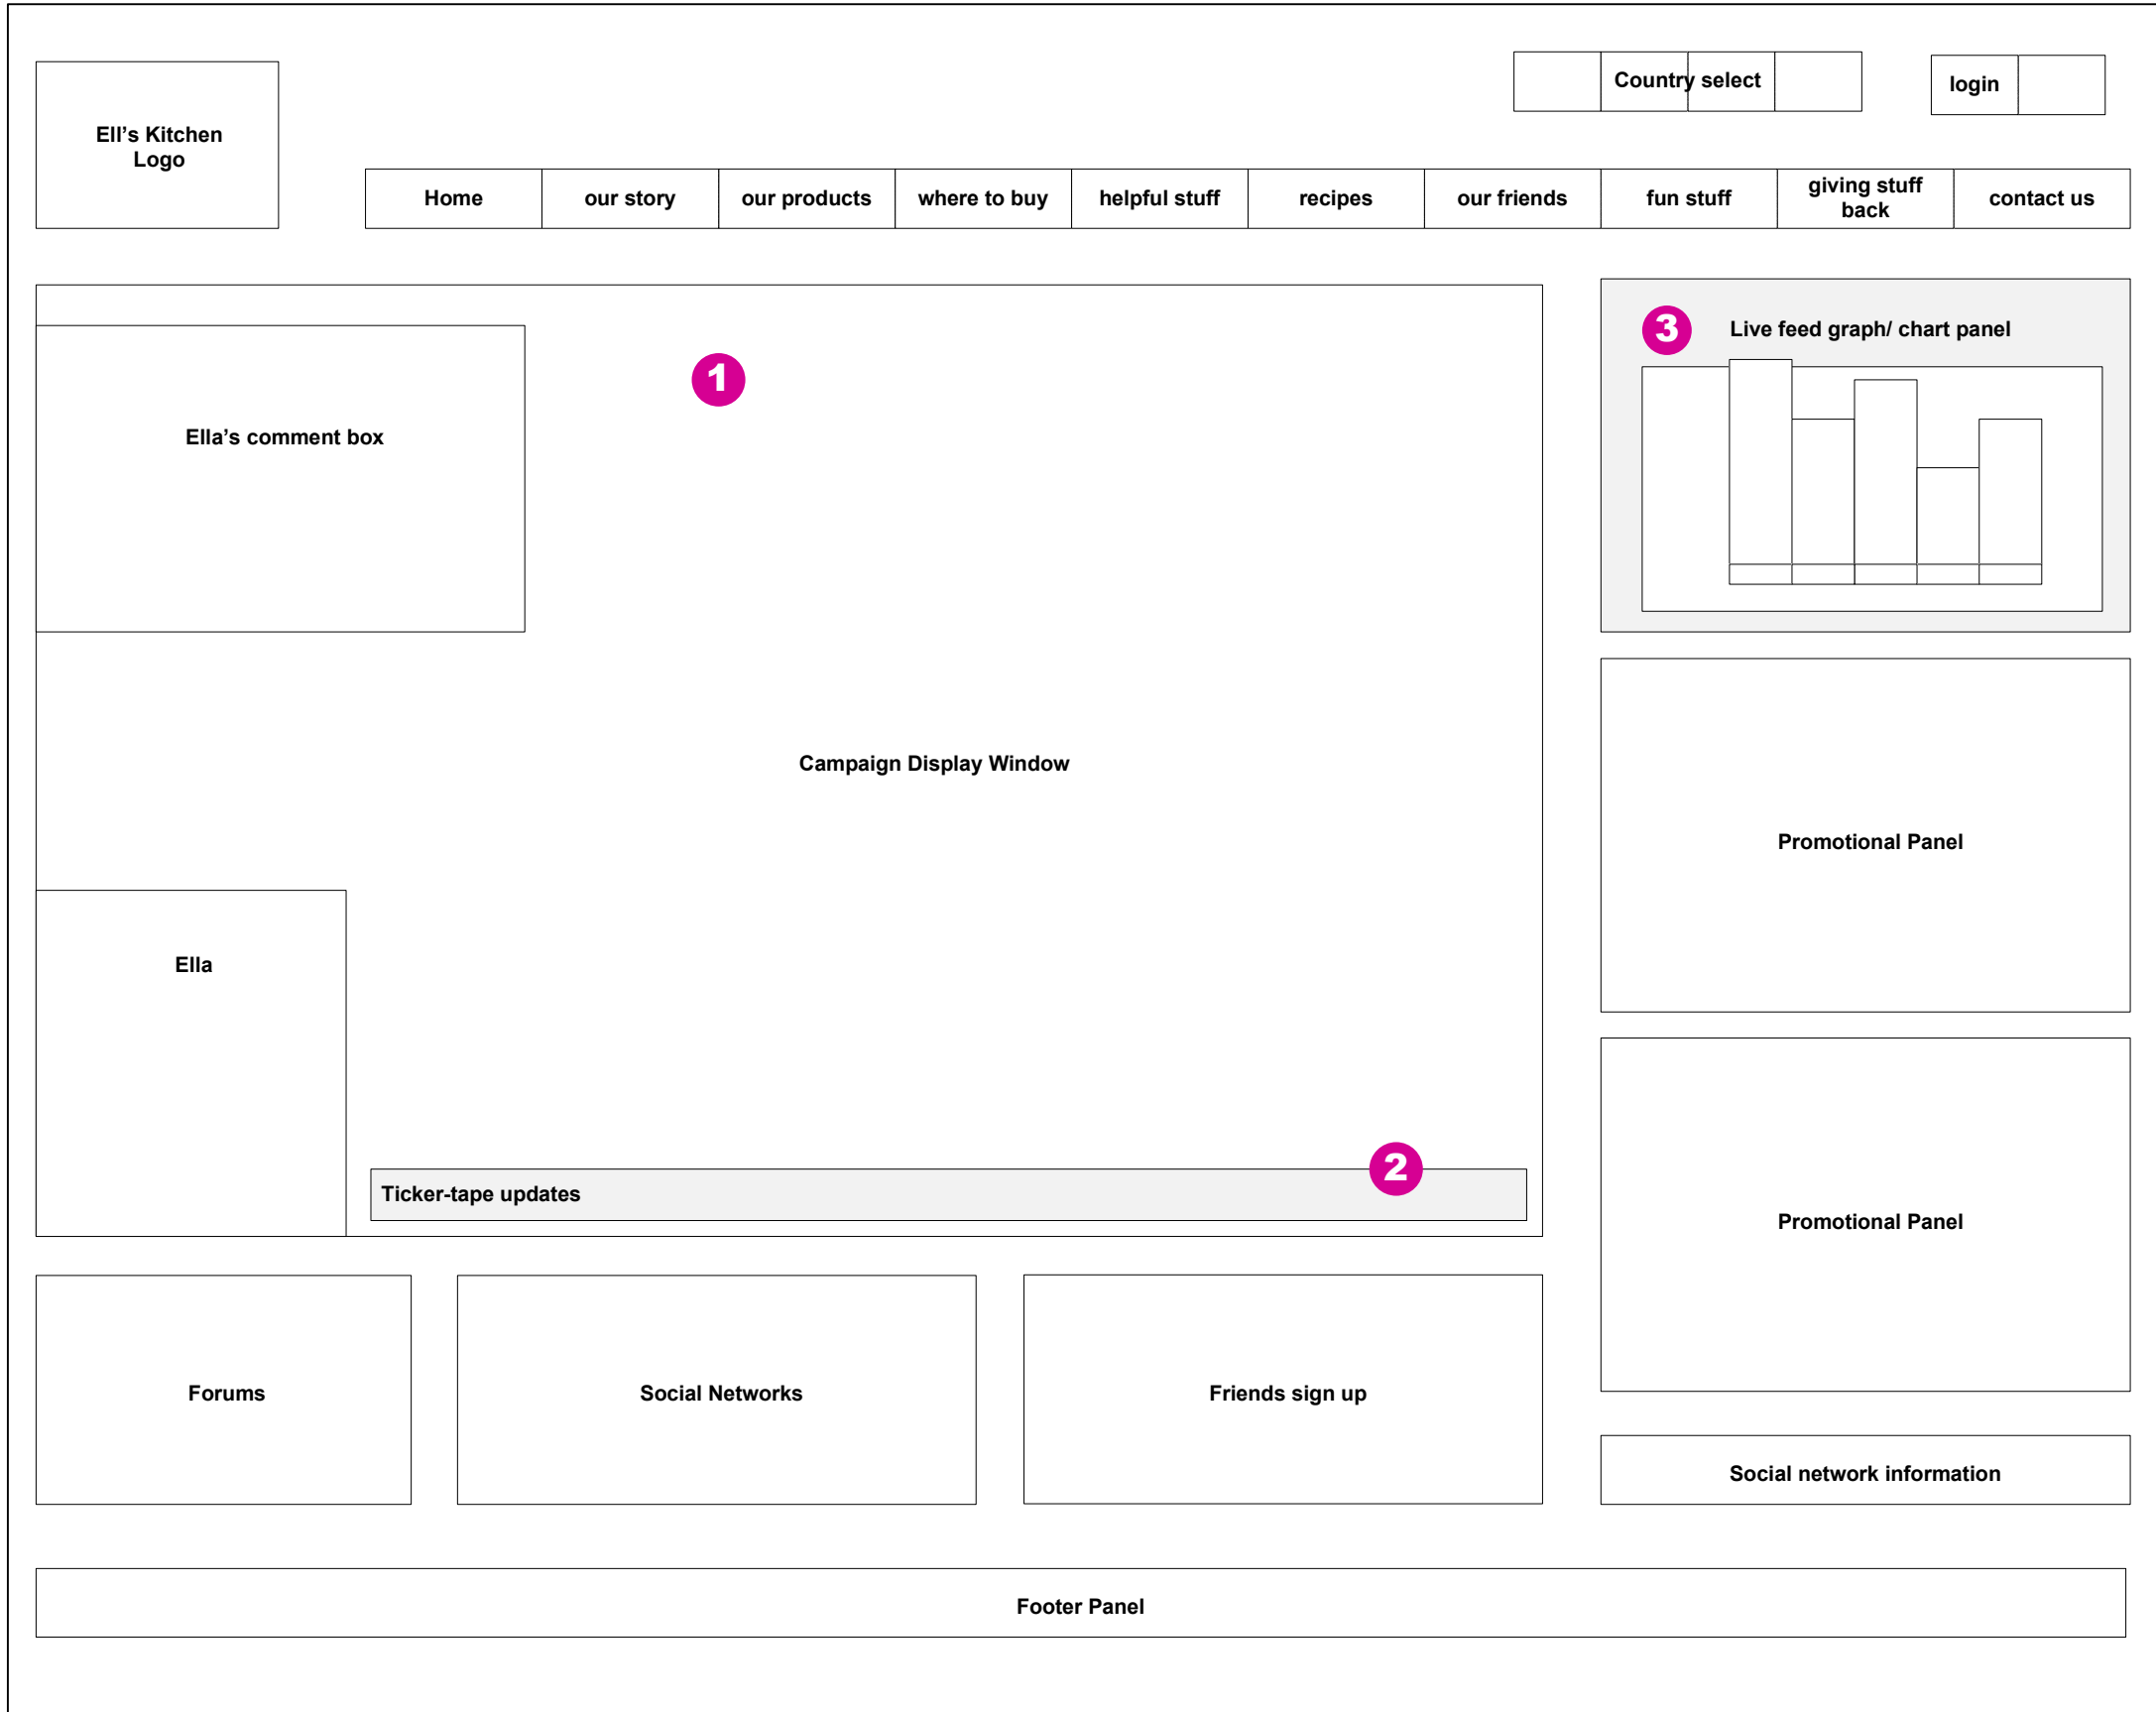 Country select
login
Ell’s Kitchen
Logo
Home
our story
our products
where to buy
helpful stuff
recipes
our friends
fun stuff
giving stuff
back
contact us
1
3
Live feed graph/ chart panel
Ella’s comment box
Campaign Display Window
Promotional Panel
Ella
2
Ticker-tape updates
Promotional Panel
Forums
Social Networks
Friends sign up
Social network information
Footer Panel